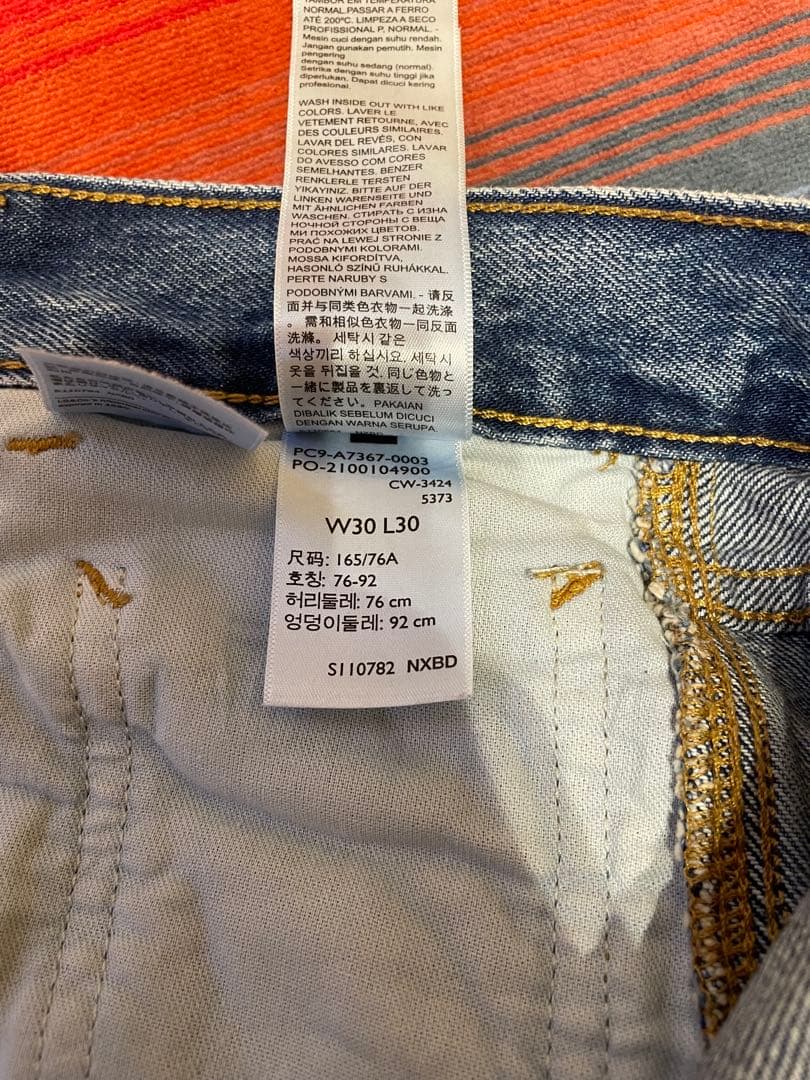 TAMBOR EM TEMPERATURA
NORMAL.PASSAR A FERRO
ATÉ 200ºC. LIMPEZA A SECO
PROFISSIONAL P, NORMAL. -
Mesin cuci dengan suhu rendah.
Jangan gunakan pemutih. Mesin
pengering
dengan suhu sedang (normal).
Setrika dengan suhu tinggi jika
diperlukan. Dapat dicuci kering
profesional.
WASH INSIDE OUT WITH LIKE
COLORS. LAVER LE
VETEMENT RETOURNE, AVEC
DES COULEURS SIMILAIRES.
LAVAR DEL REVÉS, CON
COLORES SIMILARES. LAVAR
DO AVESSO COM CORES
SEMELHANTES. BENZER
RENKLERLE TERSTEN
YIKAYINIZ. BITTE AUF DER
LINKEN WARENSEITE UND
MIT ÄHNLICHEN FARBEN
WASCHEN. СТИРАТЬ С ИЗНА
НОЧНОЙ СТОРОНЫ С ВЕЩА
МИ ПОХОЖИХ ЦВЕТОВ.
PRAĆ NA LEWEJ STRONIE Z
PODOBNYMI KOLORAMI.
MOSSA KIFORDÍTVA,
HASONLÓ SZÍNŰ RUHÁKKAL.
PERTE NARUBY S
PODOBNÝMI BARVAMI. - 请反
面并与同类色衣物一起洗涤
。 需和相似色衣物一同反面
洗滌。 세탁시 같은
색상끼리 하십시요. 세탁 시
옷을 뒤집을 것. 同じ色物と
一緒に製品を裏返して洗っ
てください。PAKAIAN
DIBALIK SEBELUM DICUCI
DENGAN WARNA SERUPA.
PC9-A7367-0003
PO-2100104900
CW-3424
5373
W30 L30
尺码: 165/76A
호칭: 76-92
허리둘레: 76 cm
엉덩이둘레: 92 cm
S110782 NXBD